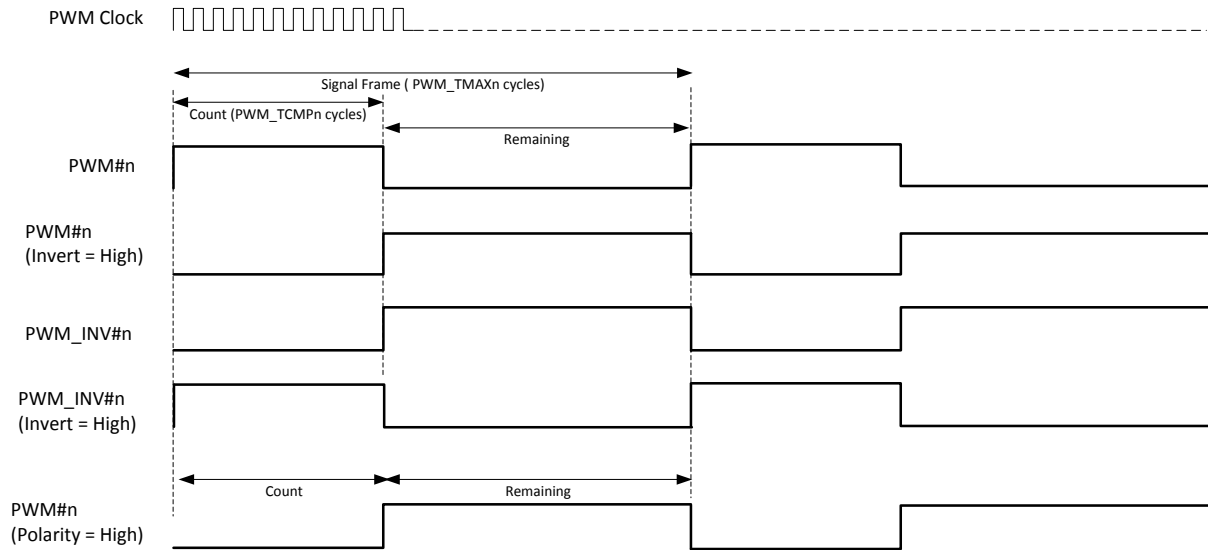 PWM Clock
Signal Frame ( PWM_TMAXn cycles)
Count (PWM_TCMPn cycles)
Remaining
PWM#n
PWM#n
(Invert = High)
PWM_INV#n
PWM_INV#n
(Invert = High)
Count
Remaining
PWM#n
(Polarity = High)